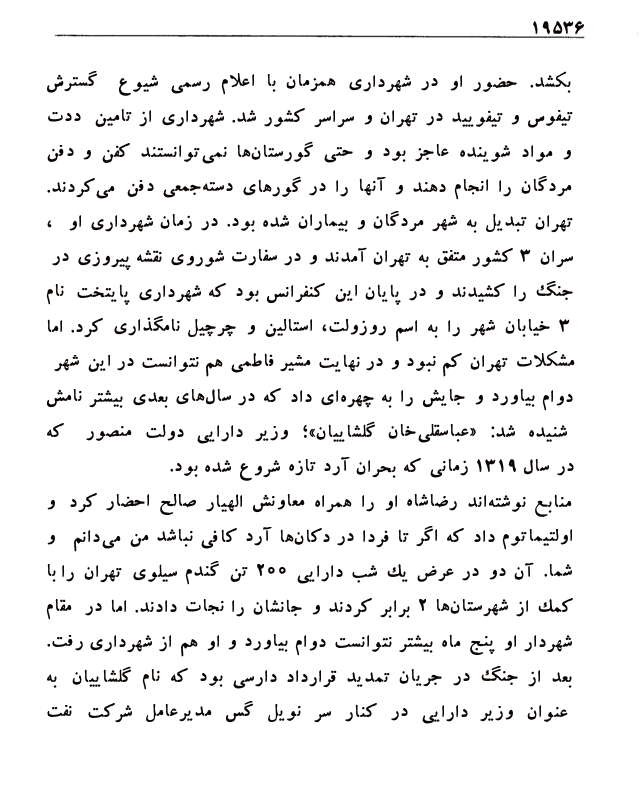 ۱۹۵۳۶
بکشد. حضور او در شهرداری همزمان با اعلام رسمی شیوع گسترش
تیفوس و تیفویید در تهران و سراسر کشور شد. شهرداری از تامین ددت
و مواد شوینده عاجز بود و حتی گورستان‌ها نمی‌توانستند کفن و دفن
مردگان را انجام دهند و آنها را در گورهای دسته‌جمعی دفن می‌کردند.
تهران تبدیل به شهر مردگان و بیماران شده بود. در زمان شهرداری او ،
سران ۳ کشور متفق به تهران آمدند و در سفارت شوروی نقشه پیروزی در
جنگ را کشیدند و در پایان این کنفرانس بود که شهرداری پایتخت نام
۳ خیابان شهر را به اسم روزولت، استالین و چرچیل نامگذاری کرد. اما
مشکلات تهران کم نبود و در نهایت مشیر فاطمی هم نتوانست در این شهر
دوام بیاورد و جایش را به چهره‌ای داد که در سال‌های بعدی بیشتر نامش
شنیده شد: «عباسقلی‌خان گلشاییان»؛ وزیر دارایی دولت منصور که
در سال ۱۳۱۹ زمانی که بحران آرد تازه شروع شده بود.
منابع نوشته‌اند رضاشاه او را همراه معاونش الهیار صالح احضار کرد و
اولتیماتوم داد که اگر تا فردا در دکان‌ها آرد کافی نباشد من می‌دانم و
شما. آن دو در عرض یك شب دارایی ۲۰۰ تن گندم سیلوی تهران را با
کمك از شهرستان‌ها ۲ برابر کردند و جانشان را نجات دادند. اما در مقام
شهردار او پنج ماه بیشتر نتوانست دوام بیاورد و او هم از شهرداری رفت.
بعد از جنگ در جریان تمدید قرارداد دارسی بود که نام گلشاییان به
عنوان وزیر دارایی در کنار سر نویل گس مدیرعامل شرکت نفت